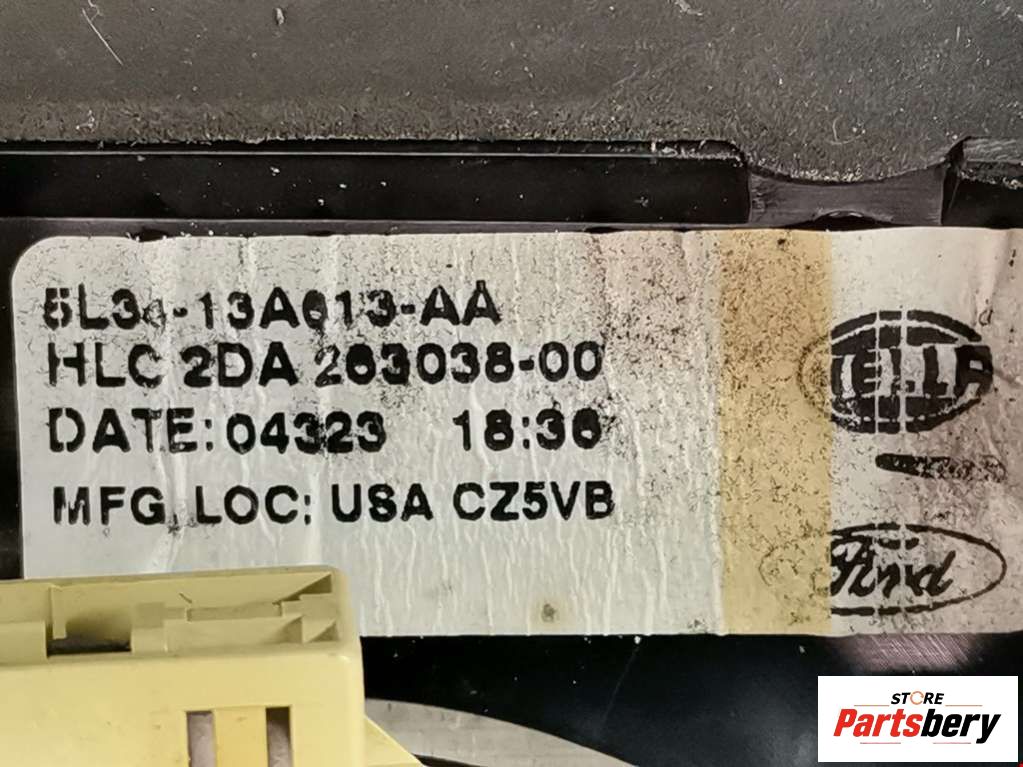 5L34-13A613-AA
HLC 2DA 263038-00
DATE: 04323 18:36
MFG. LOC: USA CZ5VB
HELLA
Ford
STORE
Partsbery